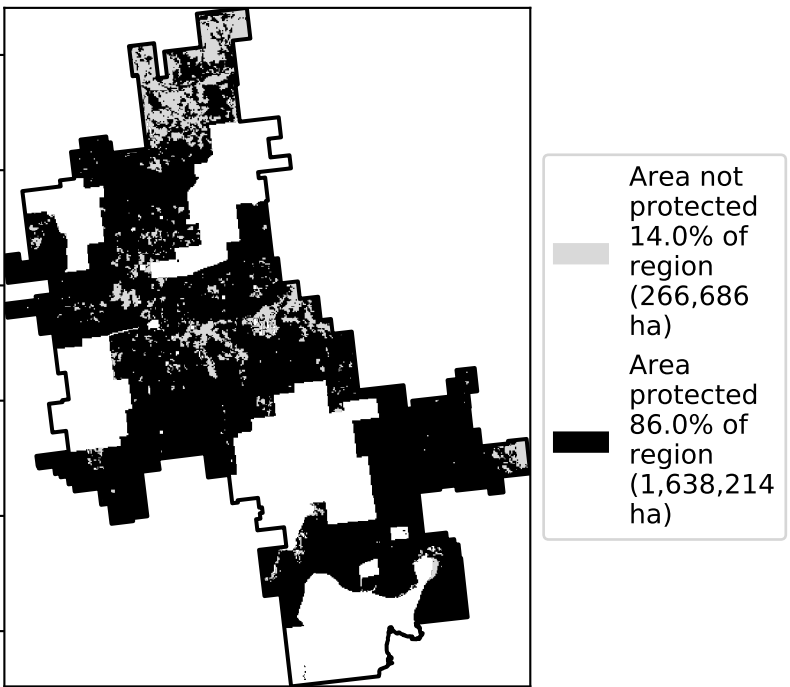 Area not
protected
14.0% of
region
(266,686
ha)
Area
protected
86.0% of
region
(1,638,214
ha)